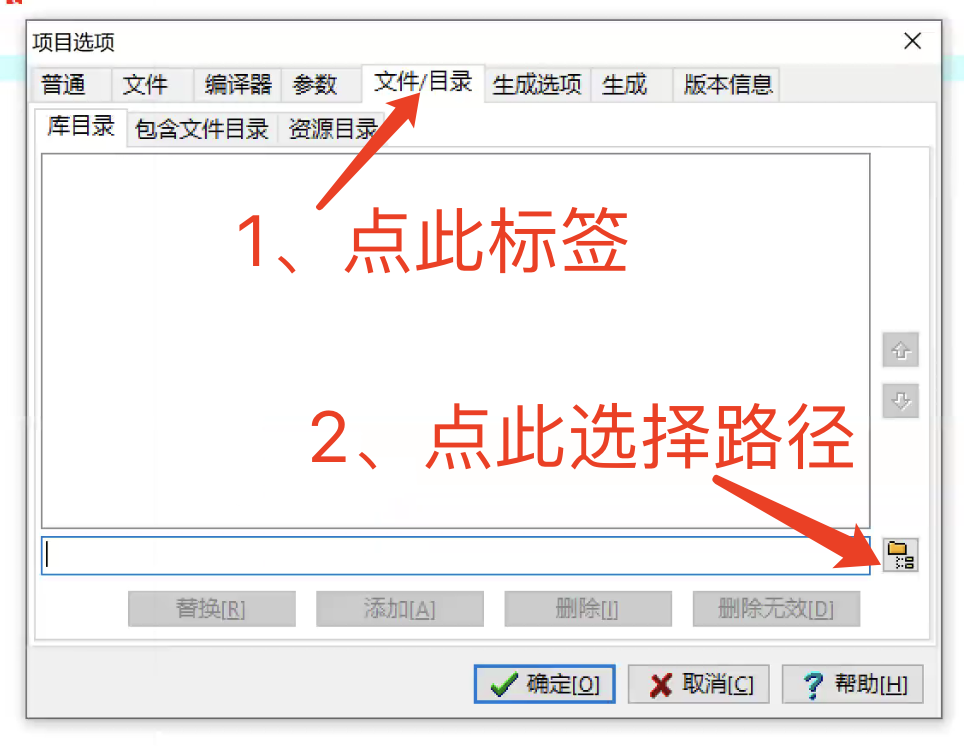 项目选项
普通 文件 编译器 参数 文件/目录 生成选项 生成 版本信息
库目录 包含文件目录 资源目录
1、点此标签
2、点此选择路径
替换[R] 添加[A] 删除[I] 删除无效[D]
确定[O] 取消[C] 帮助[H]